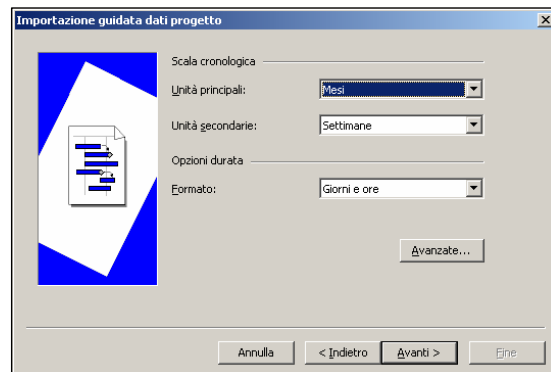 Importazione guidata dati progetto
Scala cronologica
Unità principali: Mesi
Unità secondarie: Settimane
Opzioni durata
Formato: Giorni e ore
Avanzate...
Annulla < Indietro Avanti > Fine